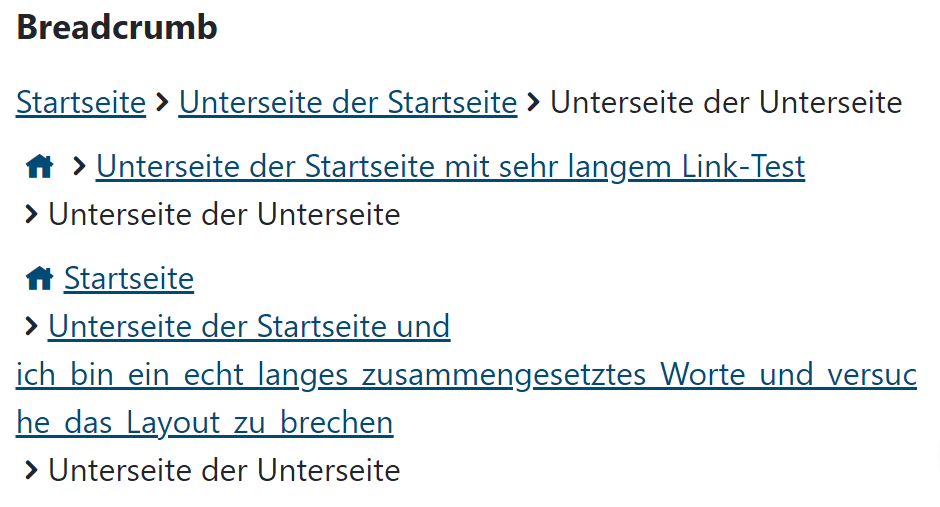 Breadcrumb
Startseite > Unterseite der Startseite > Unterseite der Unterseite
> Unterseite der Startseite mit sehr langem Link-Test
> Unterseite der Unterseite
Startseite
> Unterseite der Startseite und
ich_bin_ein_echt_langes_zusammengesetztes_Worte_und_versuc
he_das_Layout_zu_brechen
> Unterseite der Unterseite